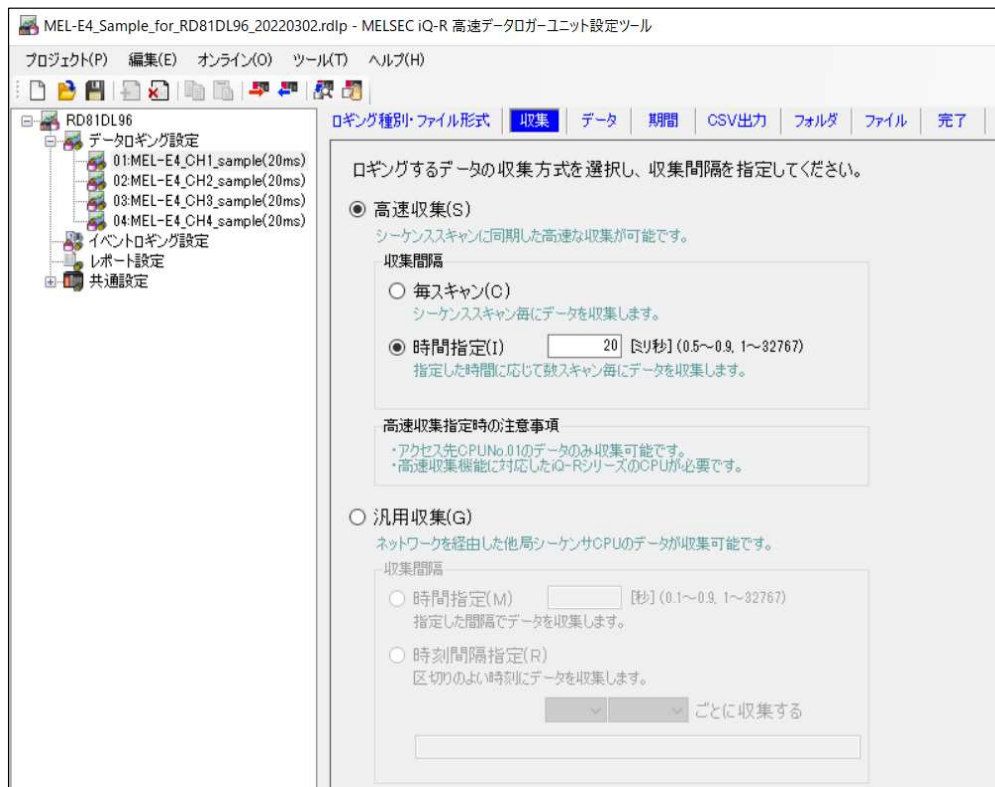 MEL-E4_Sample_for_RD81DL96_20220302.rdlp - MELSEC iQ-R 高速データロガーユニット設定ツール
プロジェクト(P) 編集(E) オンライン(O) ツール(T) ヘルプ(H)
RD81DL96
データロギング設定
01:MEL-E4_CH1_sample(20ms)
02:MEL-E4_CH2_sample(20ms)
03:MEL-E4_CH3_sample(20ms)
04:MEL-E4_CH4_sample(20ms)
イベントロギング設定
レポート設定
共通設定
ロギング種別・ファイル形式 収集 データ 期間 CSV出力 フォルダ ファイル 完了
ロギングするデータの収集方式を選択し、収集間隔を指定してください。
高速収集(S)
シーケンススキャンに同期した高速な収集が可能です。
収集間隔
毎スキャン(C)
シーケンススキャン毎にデータを収集します。
時間指定(I) 20 [ミリ秒] (0.5～0.9, 1～32767)
指定した時間に応じて数スキャン毎にデータを収集します。
高速収集指定時の注意事項
・アクセス先CPUNo.01のデータのみ収集可能です。
・高速収集機能に対応したiQ-RシリーズのCPUが必要です。
汎用収集(G)
ネットワークを経由した他局シーケンサCPUのデータが収集可能です。
収集間隔
時間指定(M) [秒] (0.1～0.9, 1～32767)
指定した間隔でデータを収集します。
時刻間隔指定(R)
区切りのよい時刻にデータを収集します。
ごとに収集する